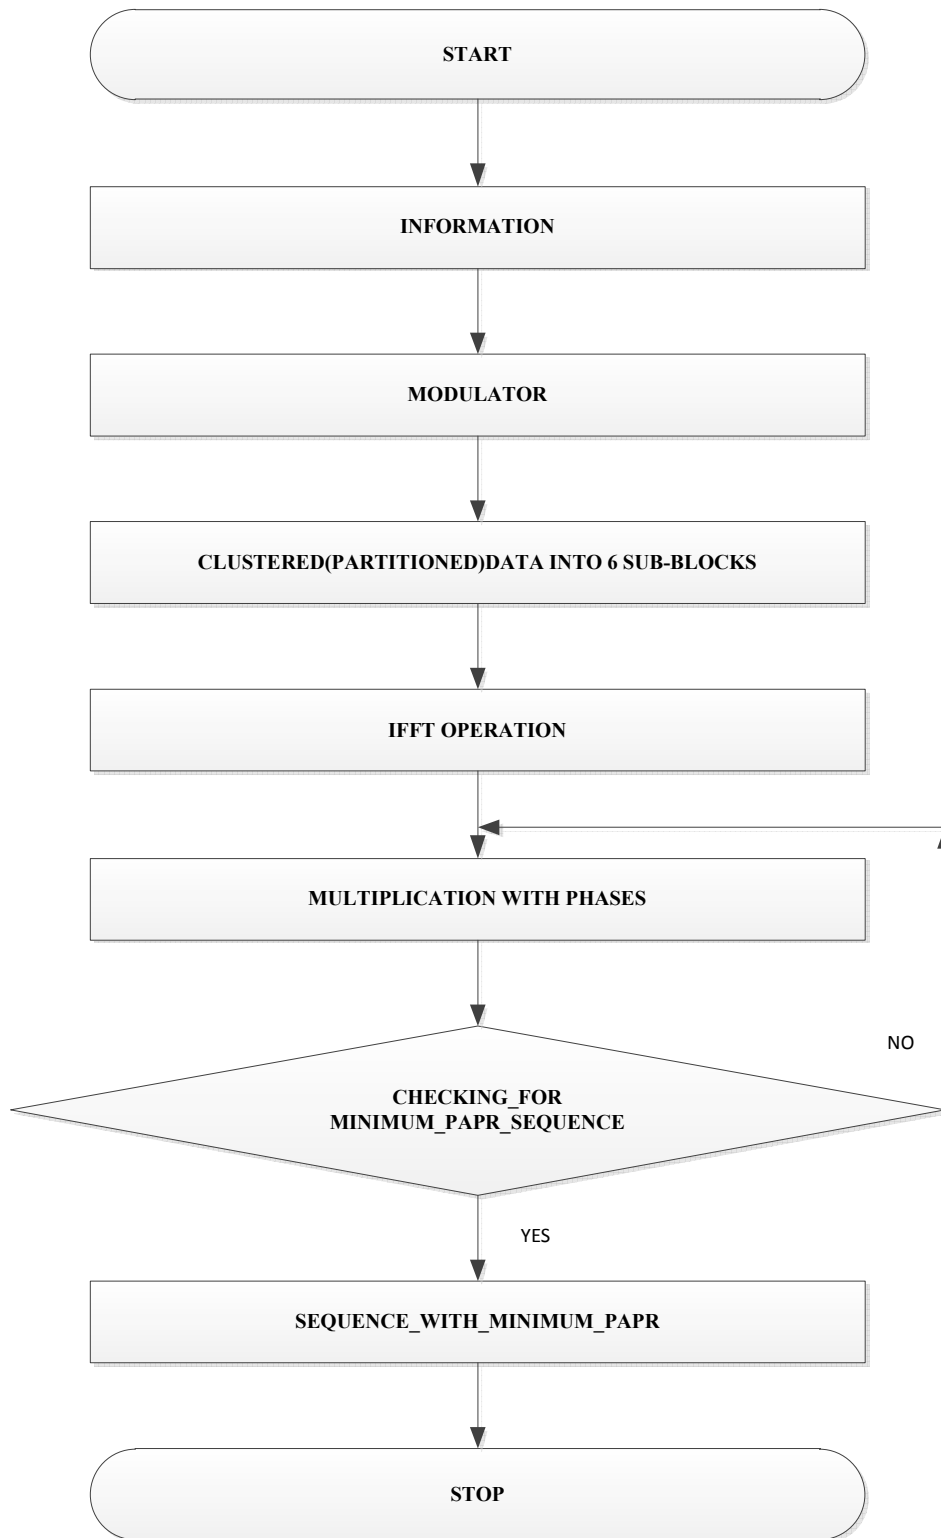 START
INFORMATION
MODULATOR
CLUSTERED(PARTITIONED)DATA INTO 6 SUB-BLOCKS
IFFT OPERATION
MULTIPLICATION WITH PHASES
NO
CHECKING_FOR
MINIMUM_PAPR_SEQUENCE
YES
SEQUENCE_WITH_MINIMUM_PAPR
STOP